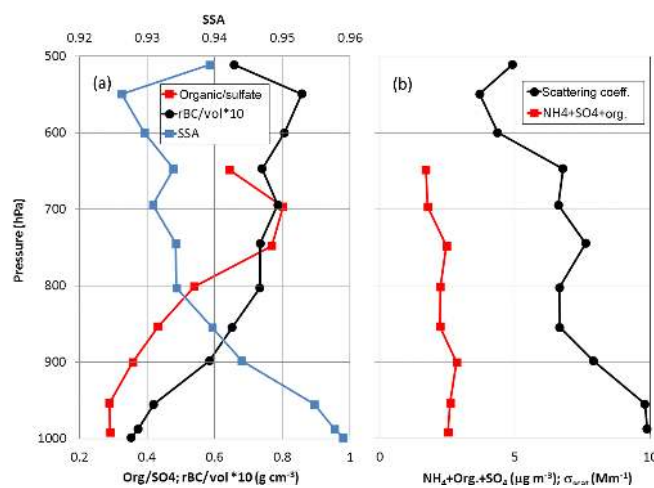 SSA
0.92 0.93 0.94 0.95 0.96
500
600
700
800
900
1000
Pressure (hPa)
(a)
Organic/sulfate
rBC/vol*10
SSA
0.2 0.4 0.6 0.8 1
Org/SO4; rBC/vol *10 (g cm⁻³)
(b)
Scattering coeff.
NH4+SO4+org.
0 5 10
NH₄+Org.+SO₄ (µg m⁻³); σscat (Mm⁻¹)